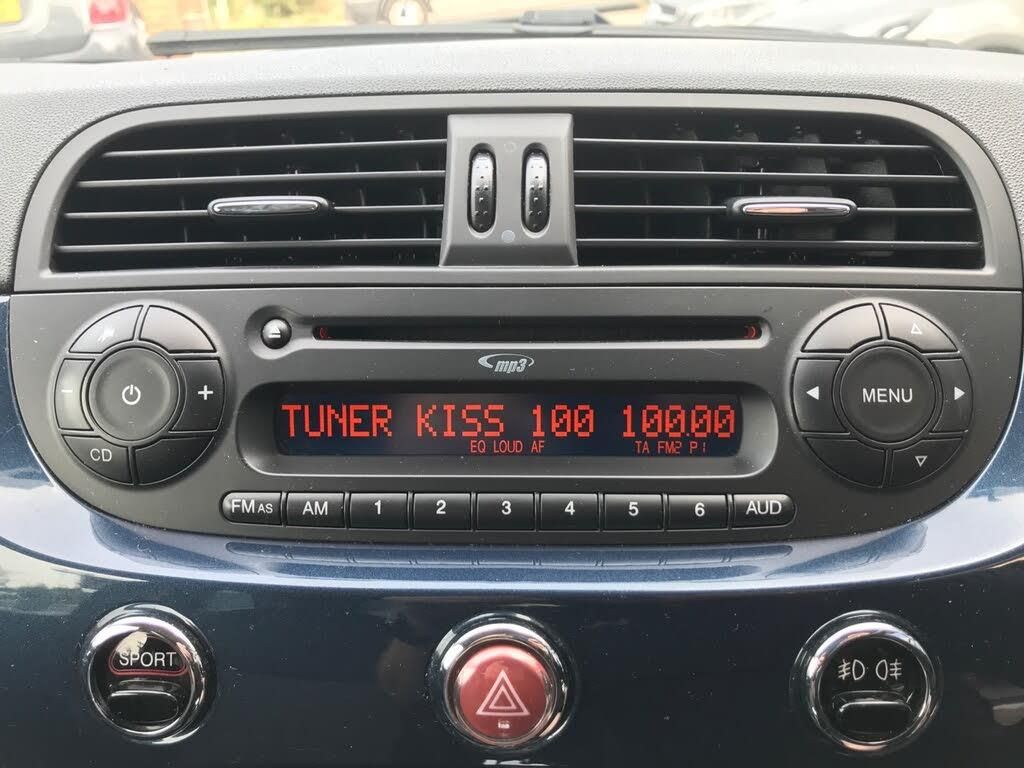 mp3
TUNER KISS 100 100.00
EQ LOUD AF TA FM2 P1
− + CD
MENU
FM AS AM 1 2 3 4 5 6 AUD
SPORT